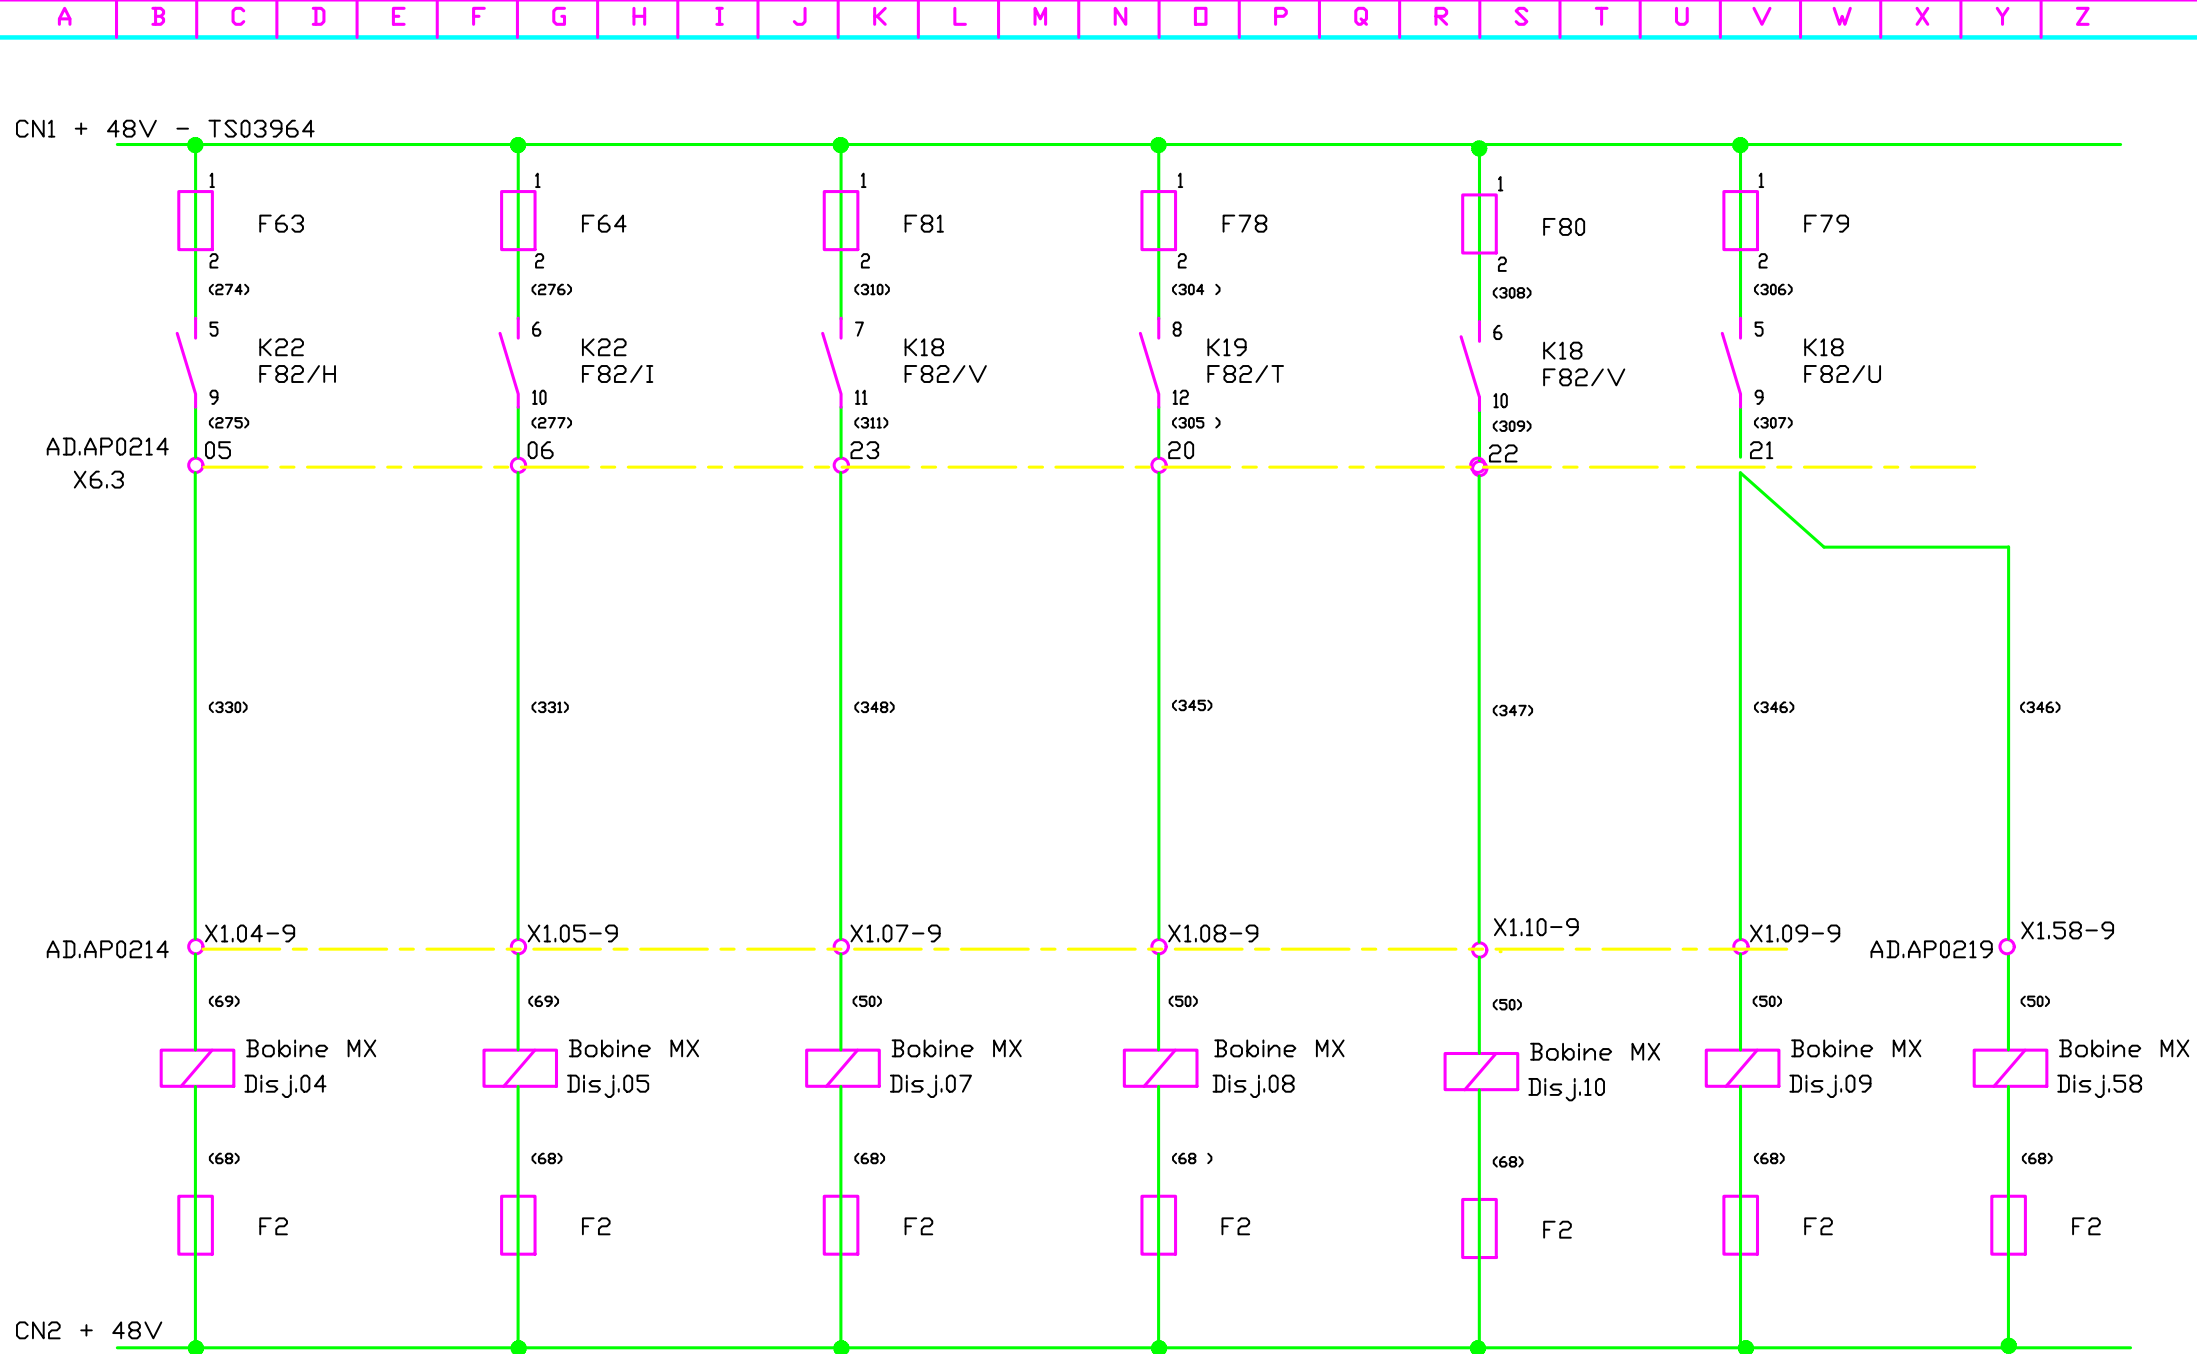 A B C D E F G H I J K L M N O P Q R S T U V W X Y Z
CN1 + 48V - TS03964
1 1 1 1 1 1
F63 F64 F81 F78 F80 F79
2 2 2 2 2 2
(274) (276) (310) (304 ) (308) (306)
5 6 7 8 6 5
K22 K22 K18 K19 K18 K18
F82/H F82/I F82/V F82/T F82/V F82/U
9 10 11 12 10 9
(275) (277) (311) (305 ) (309) (307)
AD.AP0214 05 06 23 20 22 21
X6.3
(330) (331) (348) (345) (347) (346) (346)
X1.04-9 X1.05-9 X1.07-9 X1.08-9 X1.10-9 X1.09-9 X1.58-9
AD.AP0214 AD.AP0219
(69) (69) (50) (50) (50) (50) (50)
Bobine MX Bobine MX Bobine MX Bobine MX Bobine MX Bobine MX Bobine MX
Disj.04 Disj.05 Disj.07 Disj.08 Disj.10 Disj.09 Disj.58
(68) (68) (68) (68 ) (68) (68) (68)
F2 F2 F2 F2 F2 F2 F2
CN2 + 48V